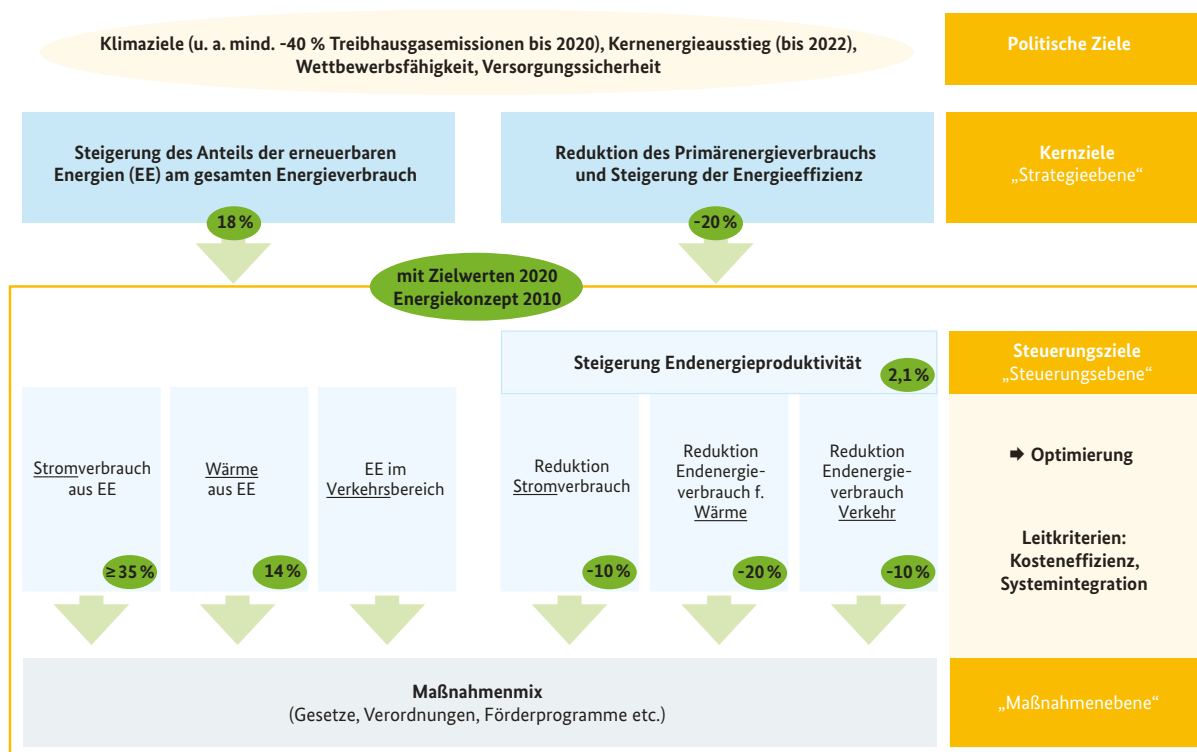 Klimaziele (u. a. mind. -40 % Treibhausgasemissionen bis 2020), Kernenergieausstieg (bis 2022),
Wettbewerbsfähigkeit, Versorgungssicherheit
Politische Ziele
Steigerung des Anteils der erneuerbaren
Energien (EE) am gesamten Energieverbrauch
18 %
Reduktion des Primärenergieverbrauchs
und Steigerung der Energieeffizienz
-20 %
Kernziele
„Strategieebene“
mit Zielwerten 2020
Energiekonzept 2010
Steigerung Endenergieproduktivität
2,1 %
Steuerungsziele
„Steuerungsebene“
Stromverbrauch
aus EE
≥ 35 %
Wärme
aus EE
14 %
EE im
Verkehrsbereich
Reduktion
Stromverbrauch
-10 %
Reduktion
Endenergie-
verbrauch f.
Wärme
-20 %
Reduktion
Endenergie-
verbrauch
Verkehr
-10 %
➡ Optimierung
Leitkriterien:
Kosteneffizienz,
Systemintegration
Maßnahmenmix
(Gesetze, Verordnungen, Förderprogramme etc.)
„Maßnahmenebene“